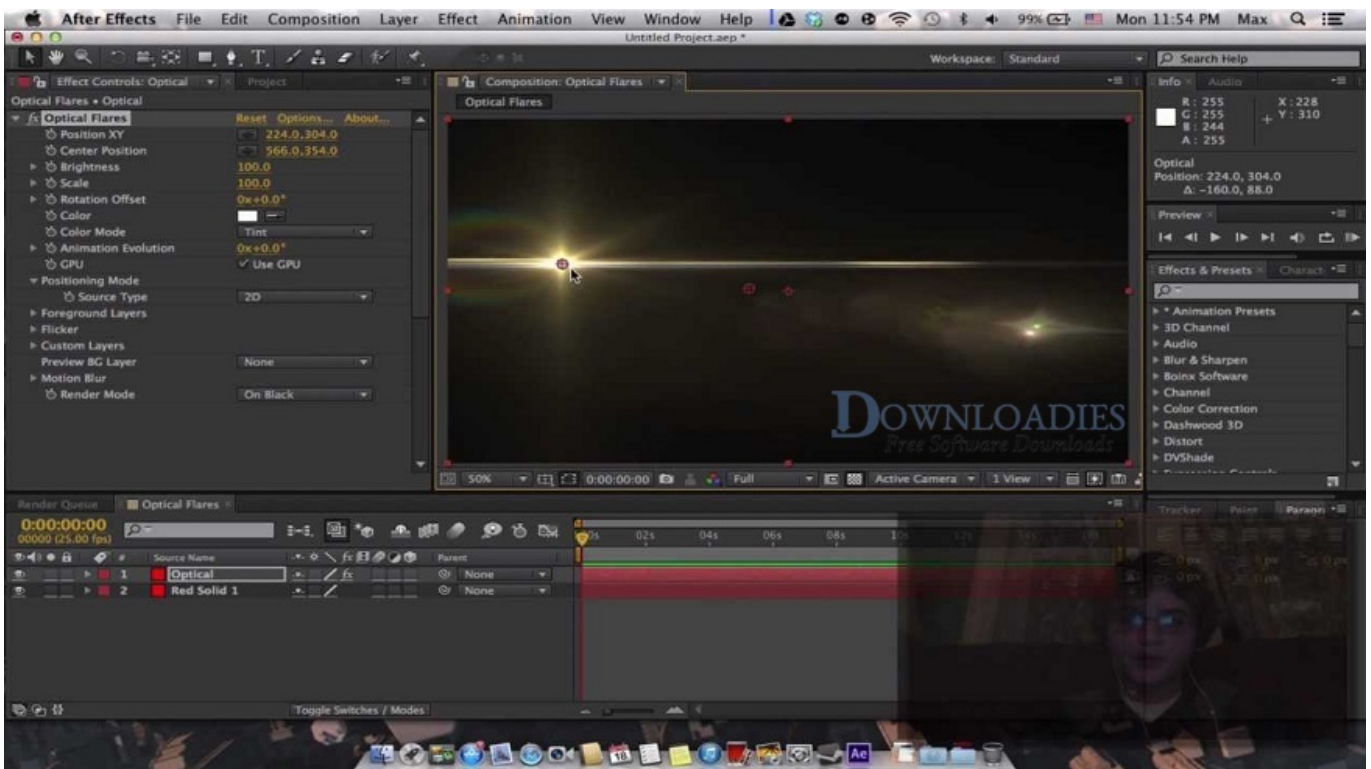 After Effects File Edit Composition Layer Effect Animation View Window Help 99% Mon 11:54 PM Max
Untitled Project.aep *
Workspace: Standard
Search Help
Effect Controls: Optical
Project
Composition: Optical Flares
Info
Audio
Optical Flares • Optical
Optical Flares
R: 255
G: 255
B: 244
A: 255
X: 228
Y: 310
fx Optical Flares Reset Options... About...
Position XY 224.0,304.0
Center Position 566.0,354.0
Brightness 100.0
Scale 100.0
Rotation Offset 0x+0.0°
Color
Color Mode Tint
Animation Evolution 0x+0.0°
GPU Use GPU
Positioning Mode
Source Type 2D
Foreground Layers
Flicker
Custom Layers
Preview BG Layer None
Motion Blur
Render Mode On Black
Optical
Position: 224.0, 304.0
Δ: -160.0, 88.0
Preview
Effects & Presets
Charact
* Animation Presets
3D Channel
Audio
Blur & Sharpen
Boinx Software
Channel
Color Correction
Dashwood 3D
Distort
DVShade
DOWNLOADIES
Free Software Downloads
50% 0:00:00:00 Full Active Camera 1 View
Render Queue
Optical Flares
Tracker
Paragr
0:00:00:00
00000 (25.00 fps)
02s 04s 06s 08s
# Source Name Parent
1 Optical fx None
2 Red Solid 1 None
Toggle Switches / Modes
18
Ae